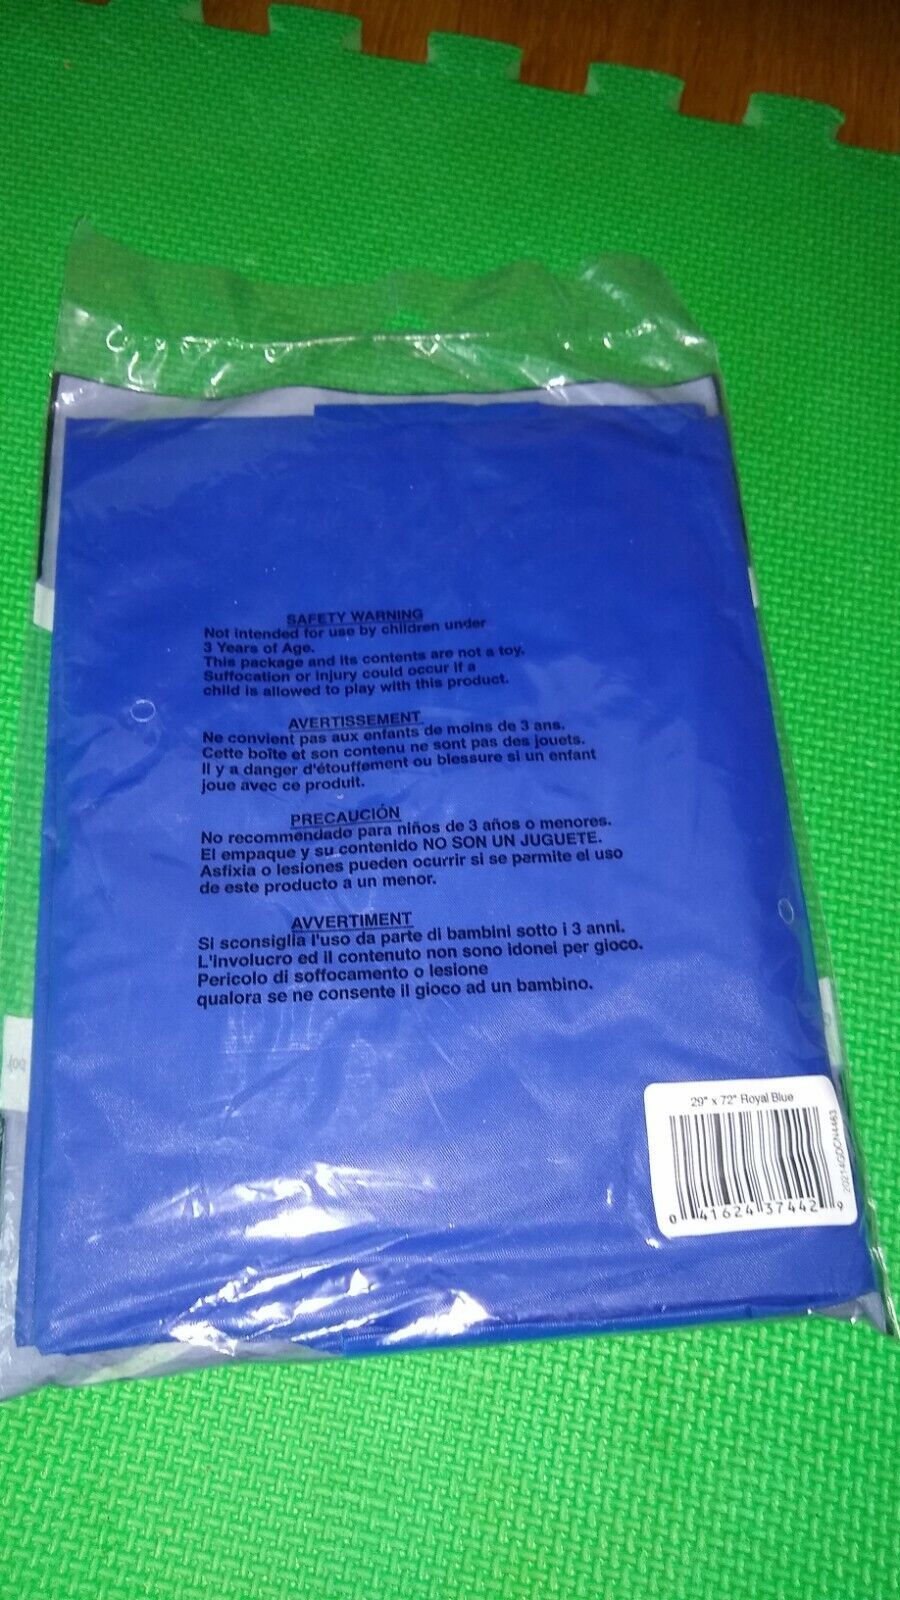 SAFETY WARNING
Not intended for use by children under
3 Years of Age.
This package and its contents are not a toy.
Suffocation or injury could occur if a
child is allowed to play with this product.
AVERTISSEMENT
Ne convient pas aux enfants de moins de 3 ans.
Cette boîte et son contenu ne sont pas des jouets.
Il y a danger d'étouffement ou blessure si un enfant
joue avec ce produit.
PRECAUCIÓN
No recommendado para niños de 3 años o menores.
El empaque y su contenido NO SON UN JUGUETE.
Asfixia o lesiones pueden ocurrir si se permite el uso
de este producto a un menor.
AVVERTIMENT
Si sconsiglia l'uso da parte di bambini sotto i 3 anni.
L'involucro ed il contenuto non sono idonei per gioco.
Pericolo di soffocamento o lesione
qualora se ne consente il gioco ad un bambino.
29" x 72" Royal Blue
0 41624 37442 9